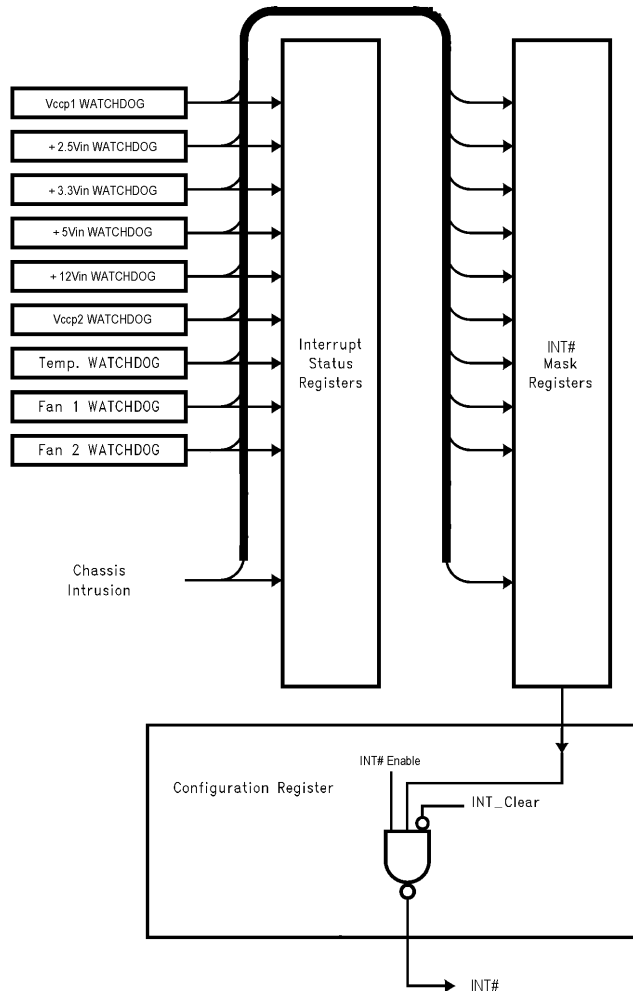 Vccp1 WATCHDOG
+ 2.5Vin WATCHDOG
+ 3.3Vin WATCHDOG
+ 5Vin WATCHDOG
+ 12Vin WATCHDOG
Vccp2 WATCHDOG
Temp. WATCHDOG
Fan 1 WATCHDOG
Fan 2 WATCHDOG
Chassis
Intrusion
Interrupt
Status
Registers
INT#
Mask
Registers
INT# Enable
Configuration Register
INT_Clear
INT#